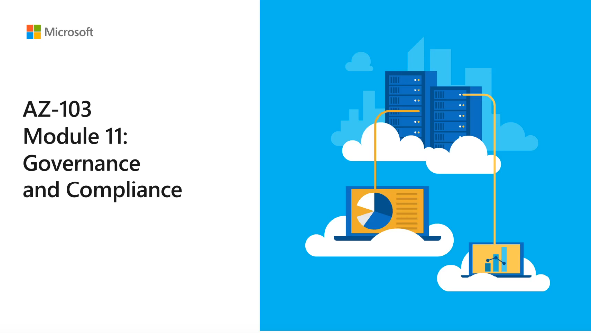 Microsoft
AZ-103
Module 11:
Governance
and Compliance